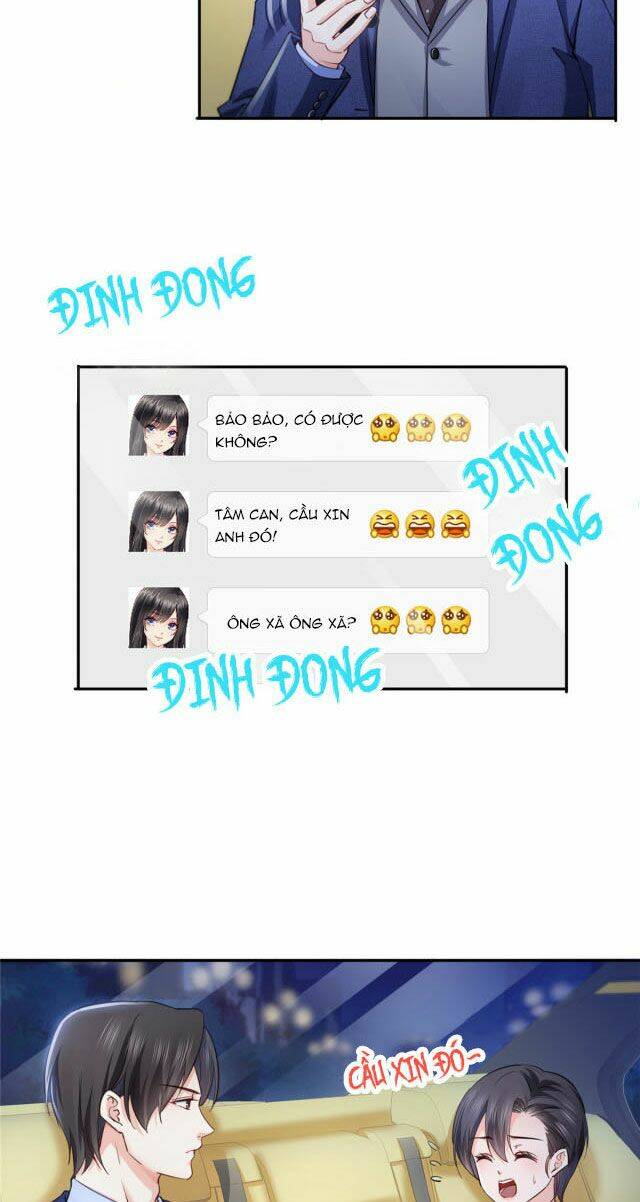 ĐINH ĐONG
BẢO BẢO, CÓ ĐƯỢC
KHÔNG?
ĐINH
ĐONG
TÂM CAN, CẦU XIN
ANH ĐÓ!
ÔNG XÃ ÔNG XÃ?
ĐINH ĐONG
CẦU XIN ĐÓ~